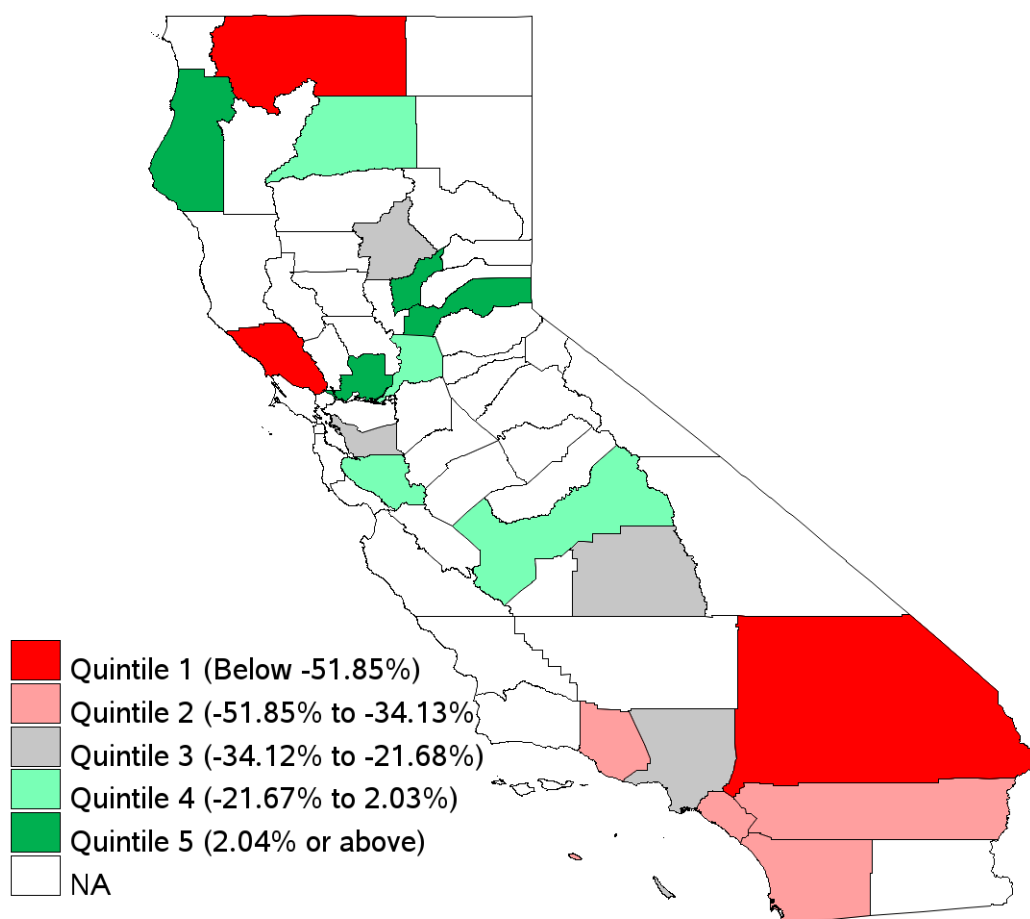 Quintile 1 (Below -51.85%)
Quintile 2 (-51.85% to -34.13%
Quintile 3 (-34.12% to -21.68%)
Quintile 4 (-21.67% to 2.03%)
Quintile 5 (2.04% or above)
NA